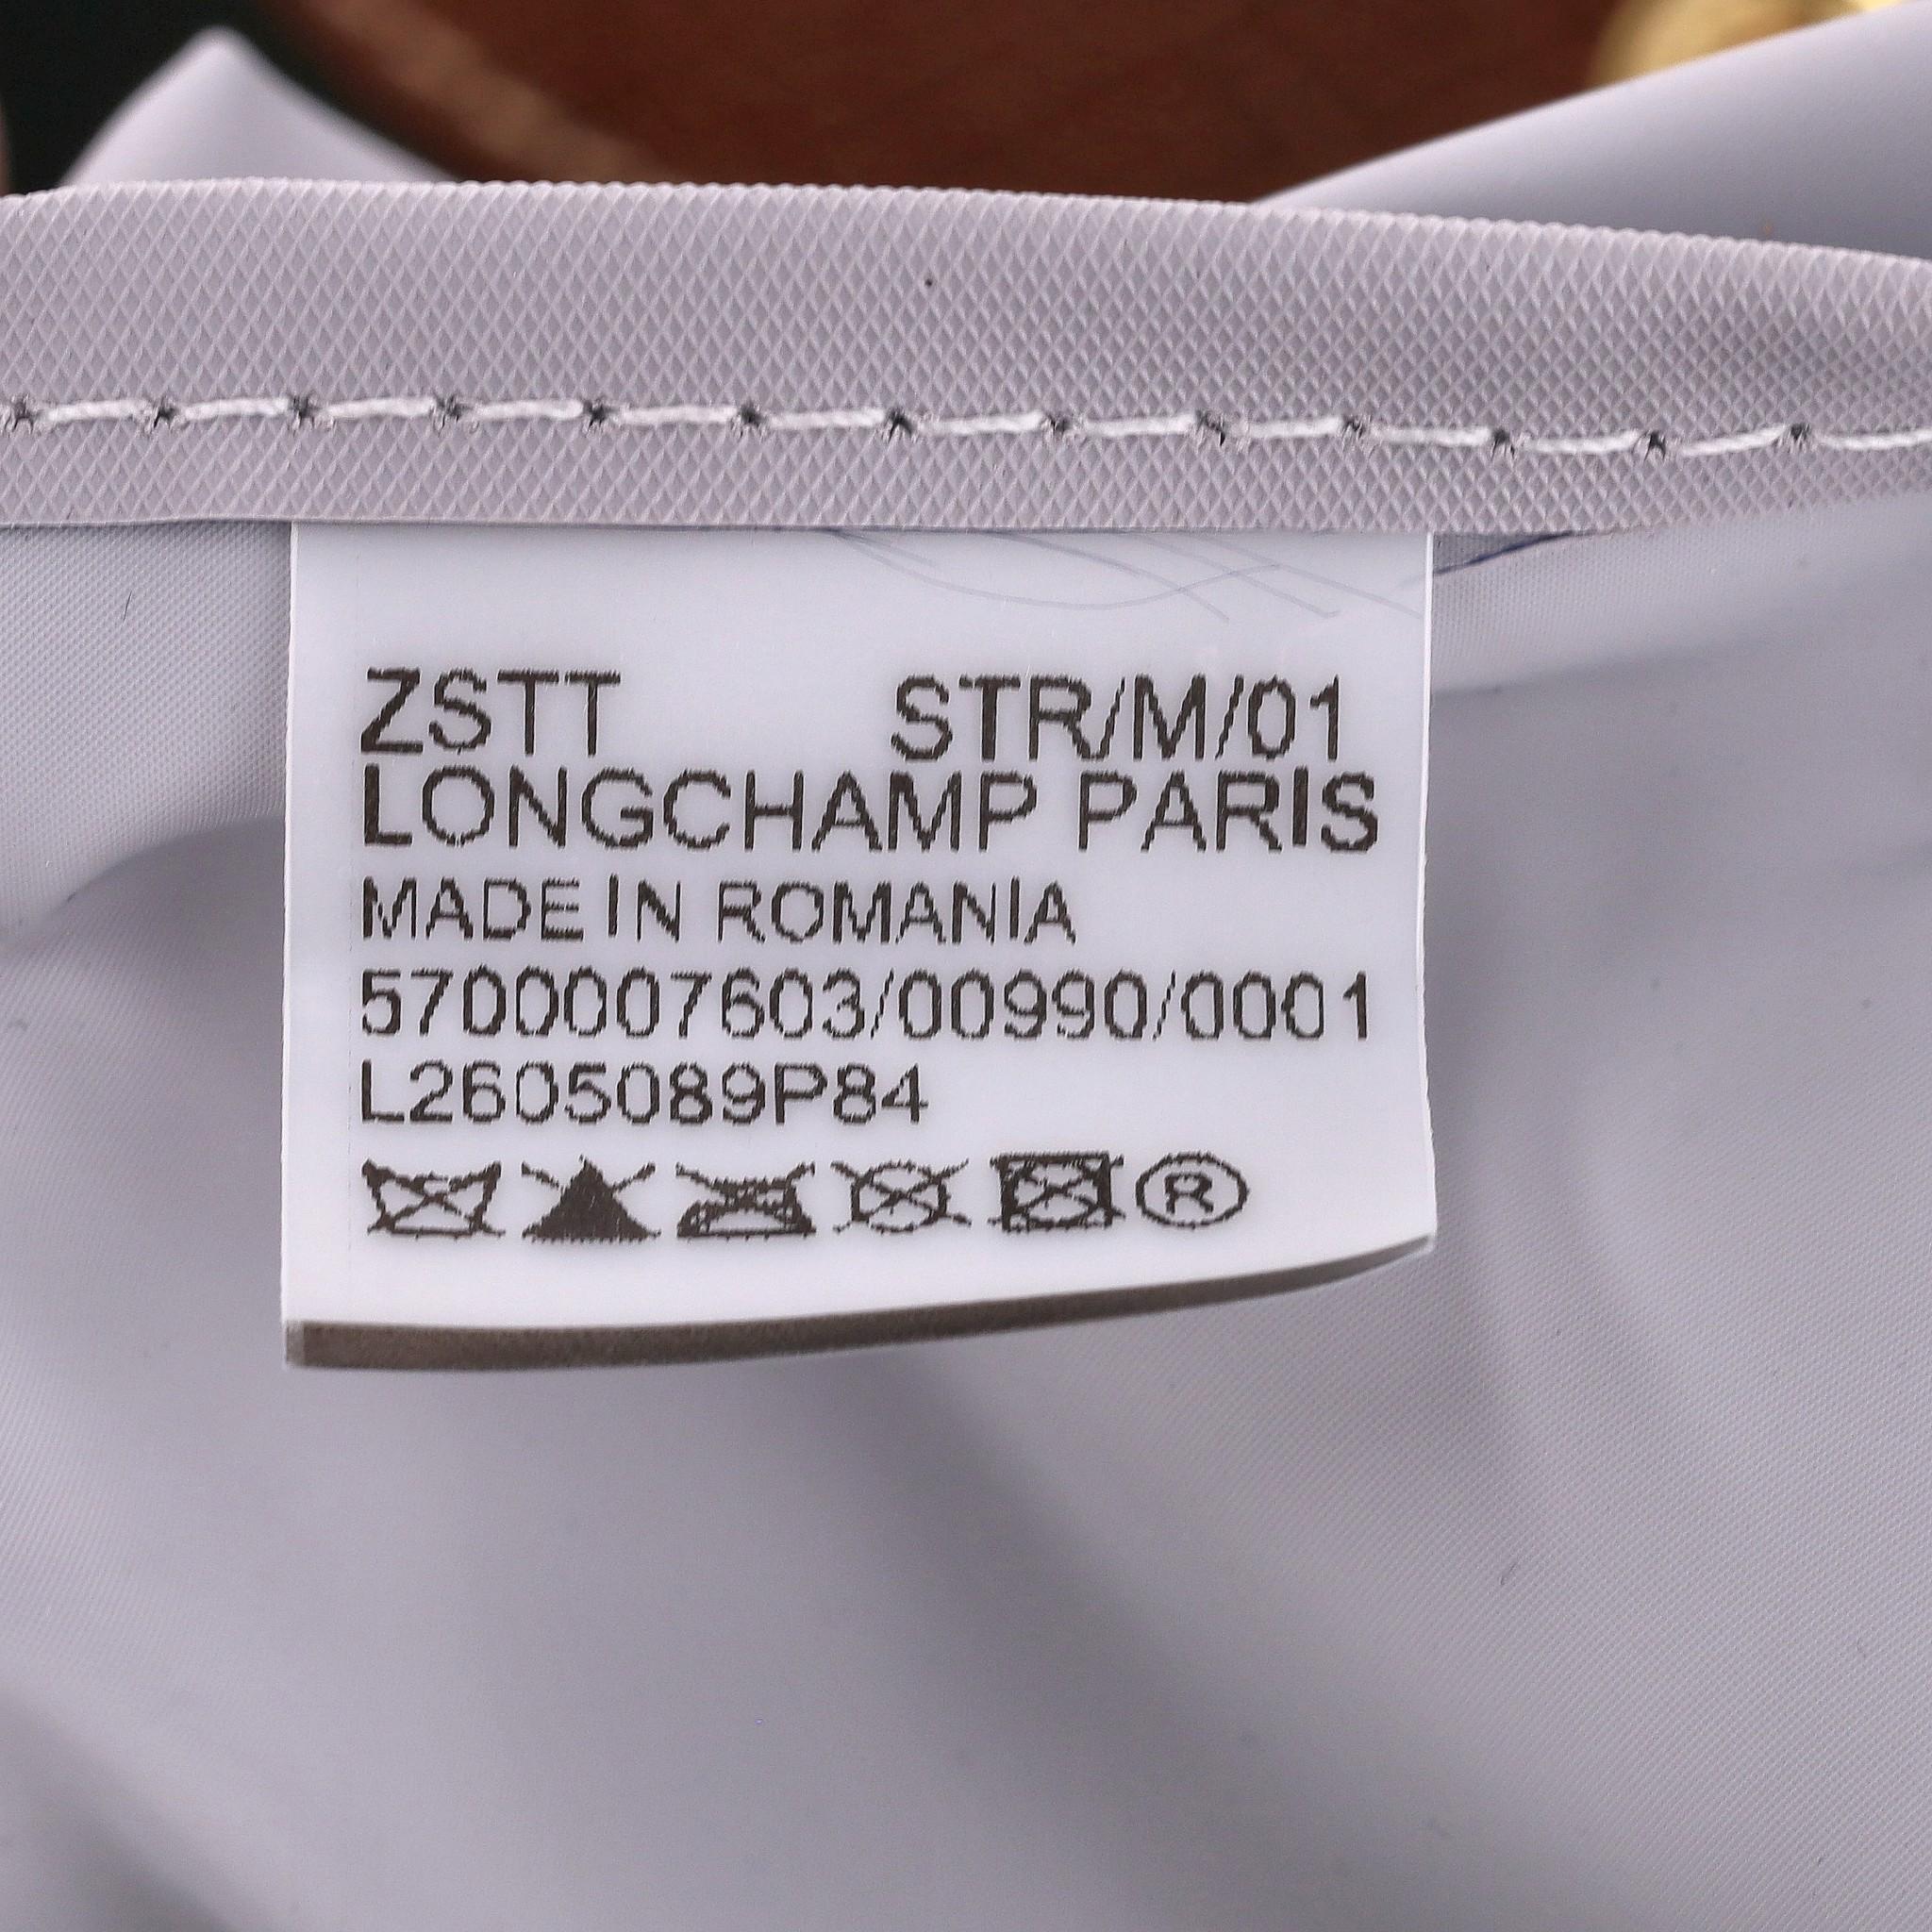 ZSTT STR/M/01
LONGCHAMP PARIS
MADE IN ROMANIA
5700007603/00990/0001
L2605089P84
®